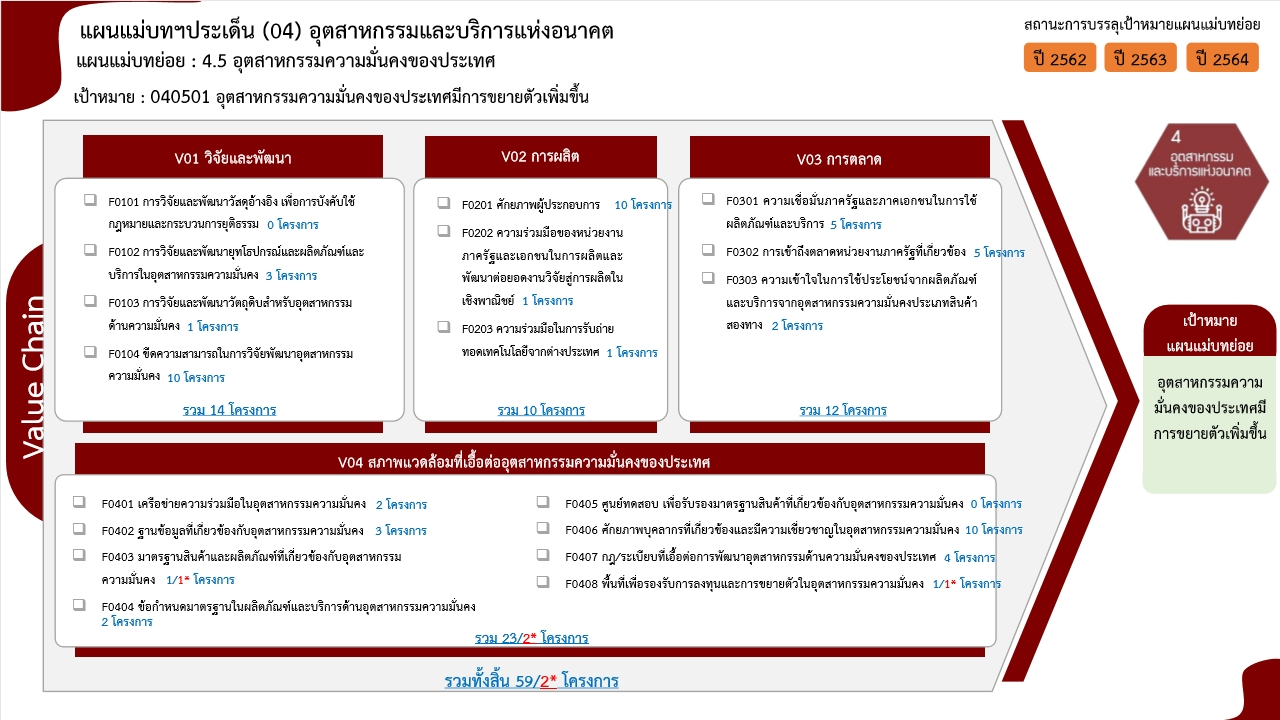 แผนแม่บทฯประเด็น (04) อุตสาหกรรมและบริการแห่งอนาคต
แผนแม่บทย่อย : 4.5 อุตสาหกรรมความมั่นคงของประเทศ
เป้าหมาย : 040501 อุตสาหกรรมความมั่นคงของประเทศมีการขยายตัวเพิ่มขึ้น
สถานะการบรรลุเป้าหมายแผนแม่บทย่อย
ปี 2562 ปี 2563 ปี 2564
Value Chain
V01 วิจัยและพัฒนา
F0101 การวิจัยและพัฒนาวัสดุอ้างอิง เพื่อการบังคับใช้
กฎหมายและกระบวนการยุติธรรม 0 โครงการ
F0102 การวิจัยและพัฒนายุทโธปกรณ์และผลิตภัณฑ์และ
บริการในอุตสาหกรรมความมั่นคง 3 โครงการ
F0103 การวิจัยและพัฒนาวัตถุดิบสำหรับอุตสาหกรรม
ด้านความมั่นคง 1 โครงการ
F0104 ขีดความสามารถในการวิจัยพัฒนาอุตสาหกรรม
ความมั่นคง 10 โครงการ
รวม 14 โครงการ
V02 การผลิต
F0201 ศักยภาพผู้ประกอบการ 10 โครงการ
F0202 ความร่วมมือของหน่วยงาน
ภาครัฐและเอกชนในการผลิตและ
พัฒนาต่อยอดงานวิจัยสู่การผลิตใน
เชิงพาณิชย์ 1 โครงการ
F0203 ความร่วมมือในการรับถ่าย
ทอดเทคโนโลยีจากต่างประเทศ 1 โครงการ
รวม 10 โครงการ
V03 การตลาด
F0301 ความเชื่อมั่นภาครัฐและภาคเอกชนในการใช้
ผลิตภัณฑ์และบริการ 5 โครงการ
F0302 การเข้าถึงตลาดหน่วยงานภาครัฐที่เกี่ยวข้อง 5 โครงการ
F0303 ความเข้าใจในการใช้ประโยชน์จากผลิตภัณฑ์
และบริการจากอุตสาหกรรมความมั่นคงประเภทสินค้า
สองทาง 2 โครงการ
รวม 12 โครงการ
V04 สภาพแวดล้อมที่เอื้อต่ออุตสาหกรรมความมั่นคงของประเทศ
F0401 เครือข่ายความร่วมมือในอุตสาหกรรมความมั่นคง 2 โครงการ
F0402 ฐานข้อมูลที่เกี่ยวข้องกับอุตสาหกรรมความมั่นคง 3 โครงการ
F0403 มาตรฐานสินค้าและผลิตภัณฑ์ที่เกี่ยวข้องกับอุตสาหกรรม
ความมั่นคง 1/1* โครงการ
F0404 ข้อกำหนดมาตรฐานในผลิตภัณฑ์และบริการด้านอุตสาหกรรมความมั่นคง
2 โครงการ
F0405 ศูนย์ทดสอบ เพื่อรับรองมาตรฐานสินค้าที่เกี่ยวข้องกับอุตสาหกรรมความมั่นคง 0 โครงการ
F0406 ศักยภาพบุคลากรที่เกี่ยวข้องและมีความเชี่ยวชาญในอุตสาหกรรมความมั่นคง 10 โครงการ
F0407 กฎ/ระเบียบที่เอื้อต่อการพัฒนาอุตสาหกรรมด้านความมั่นคงของประเทศ 4 โครงการ
F0408 พื้นที่เพื่อรองรับการลงทุนและการขยายตัวในอุตสาหกรรมความมั่นคง 1/1* โครงการ
รวม 23/2* โครงการ
รวมทั้งสิ้น 59/2* โครงการ
4
อุตสาหกรรม
และบริการแห่งอนาคต
เป้าหมาย
แผนแม่บทย่อย
อุตสาหกรรมความ
มั่นคงของประเทศมี
การขยายตัวเพิ่มขึ้น